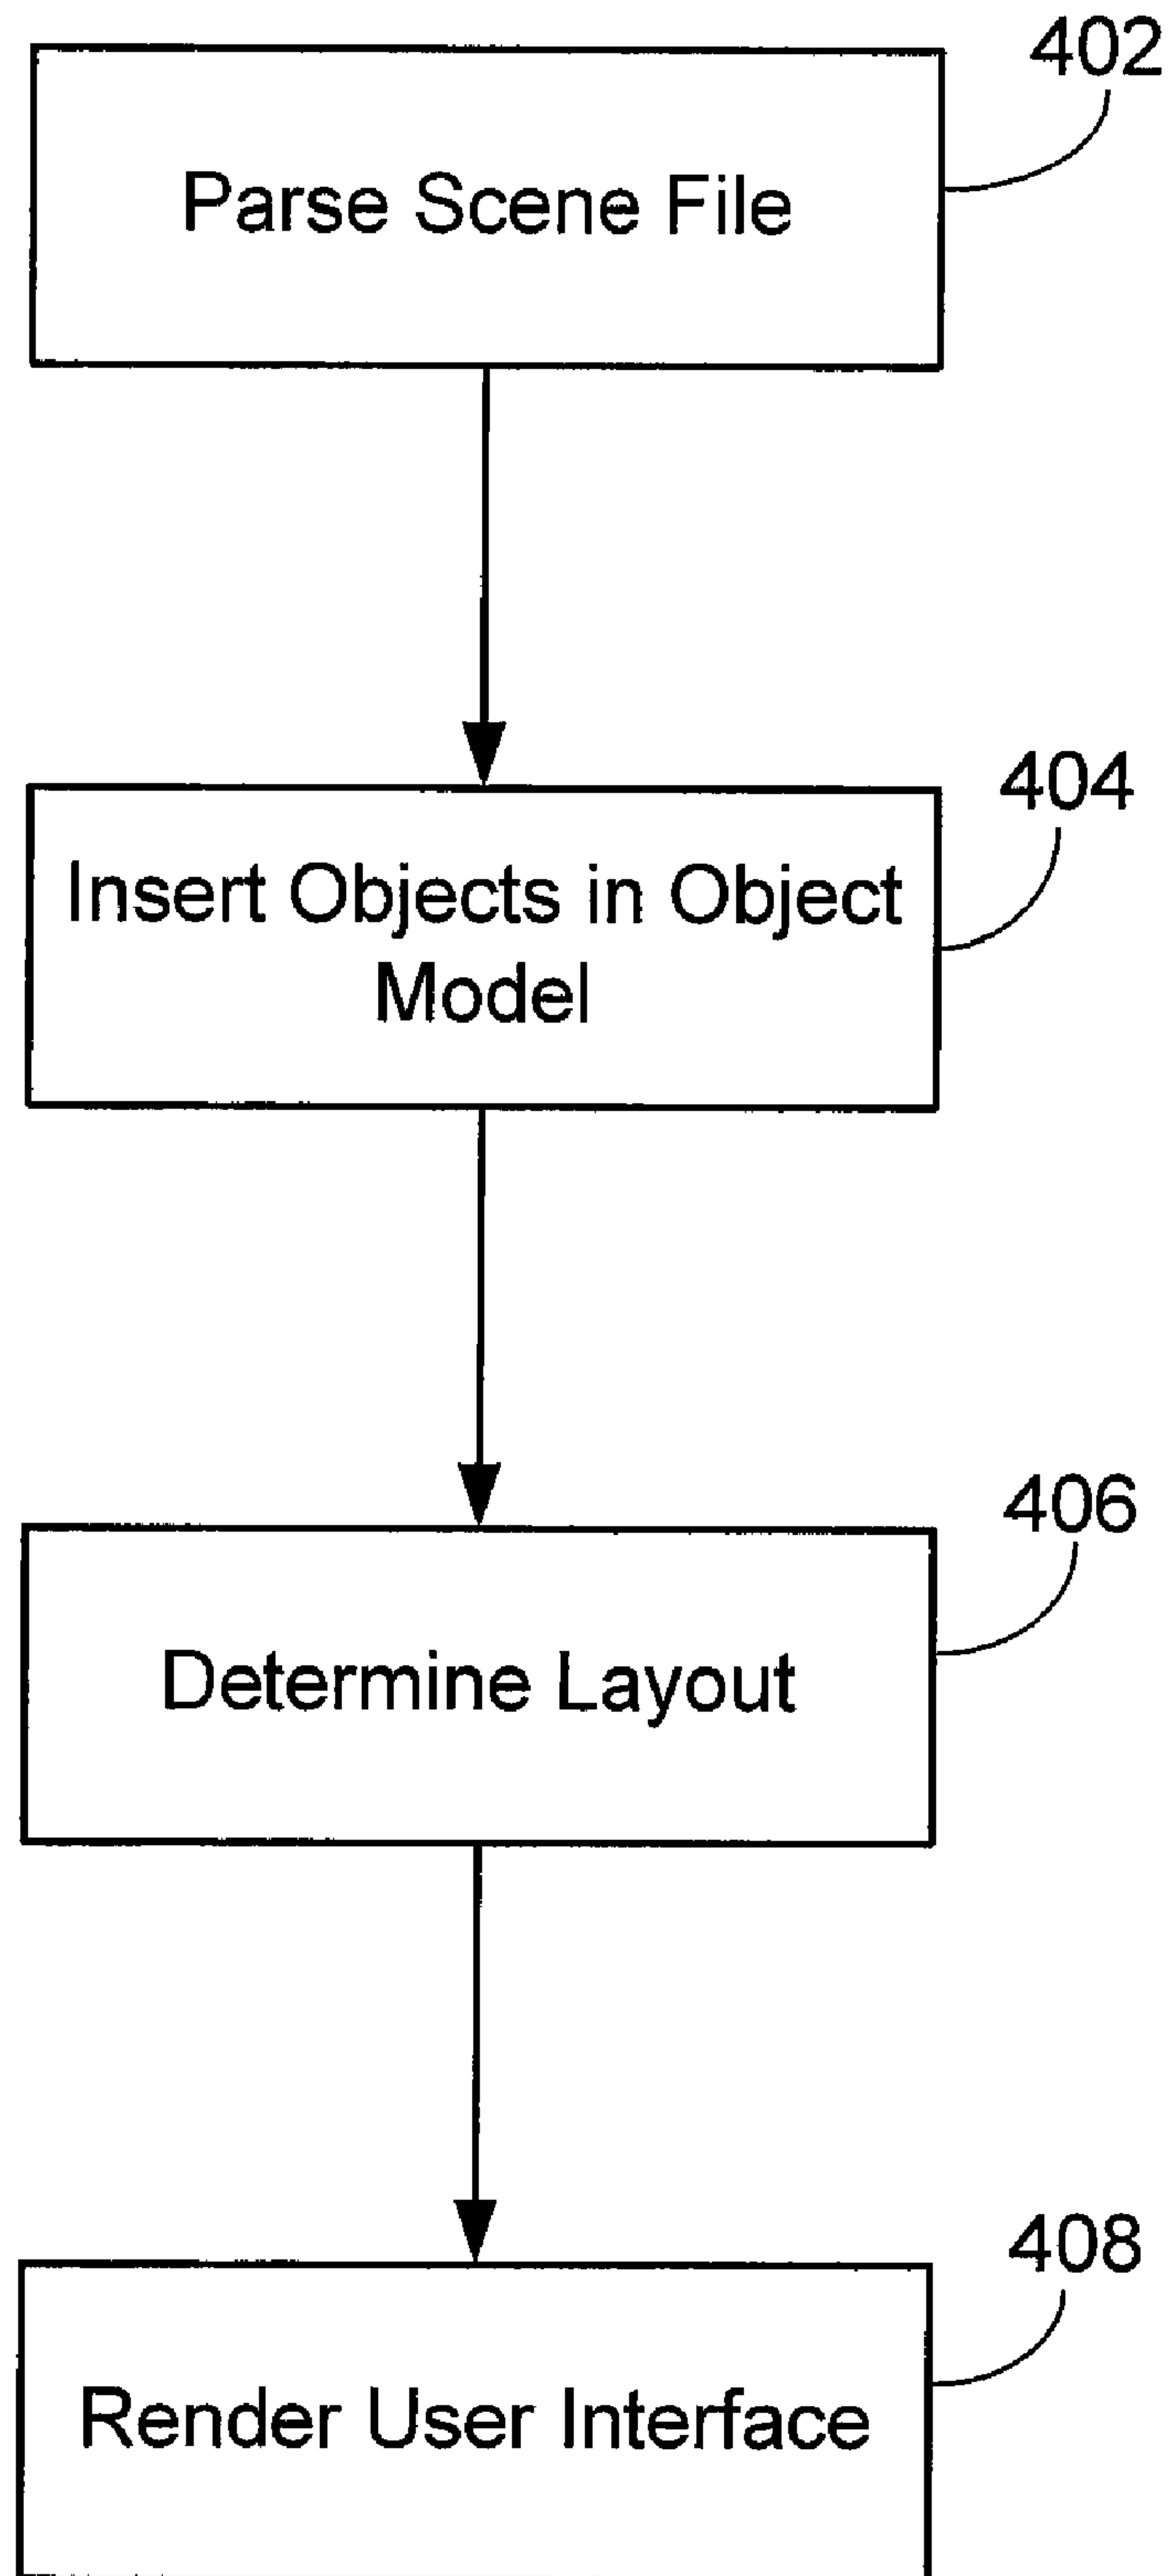 402
Parse Scene File
404
Insert Objects in Object
Model
406
Determine Layout
408
Render User Interface